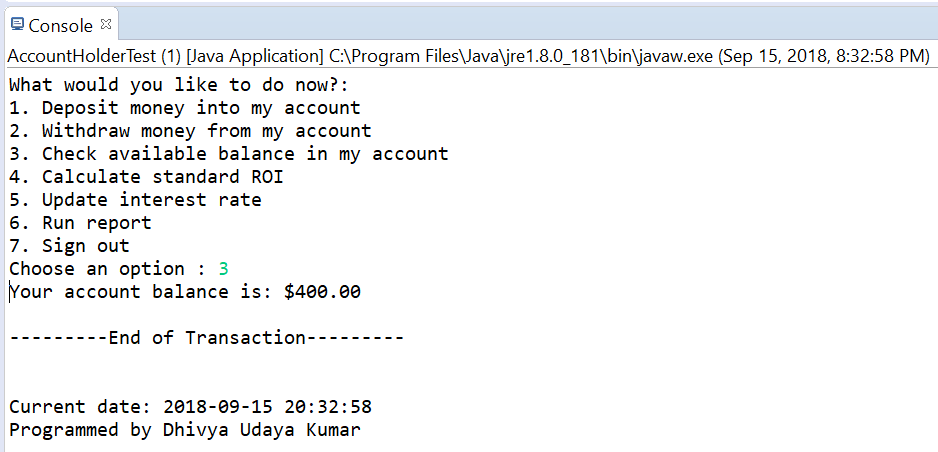 Console
AccountHolderTest (1) [Java Application] C:\Program Files\Java\jre1.8.0_181\bin\javaw.exe (Sep 15, 2018, 8:32:58 PM)
What would you like to do now?:
1. Deposit money into my account
2. Withdraw money from my account
3. Check available balance in my account
4. Calculate standard ROI
5. Update interest rate
6. Run report
7. Sign out
Choose an option : 3
Your account balance is: $400.00
---------End of Transaction---------
Current date: 2018-09-15 20:32:58
Programmed by Dhivya Udaya Kumar